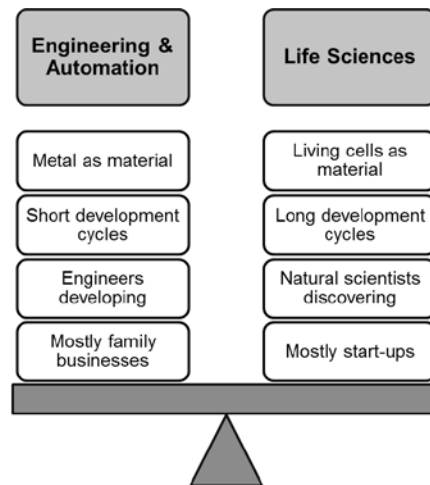 Engineering &
Automation
Life Sciences
Metal as material
Living cells as
material
Short development
cycles
Long development
cycles
Engineers
developing
Natural scientists
discovering
Mostly family
businesses
Mostly start-ups